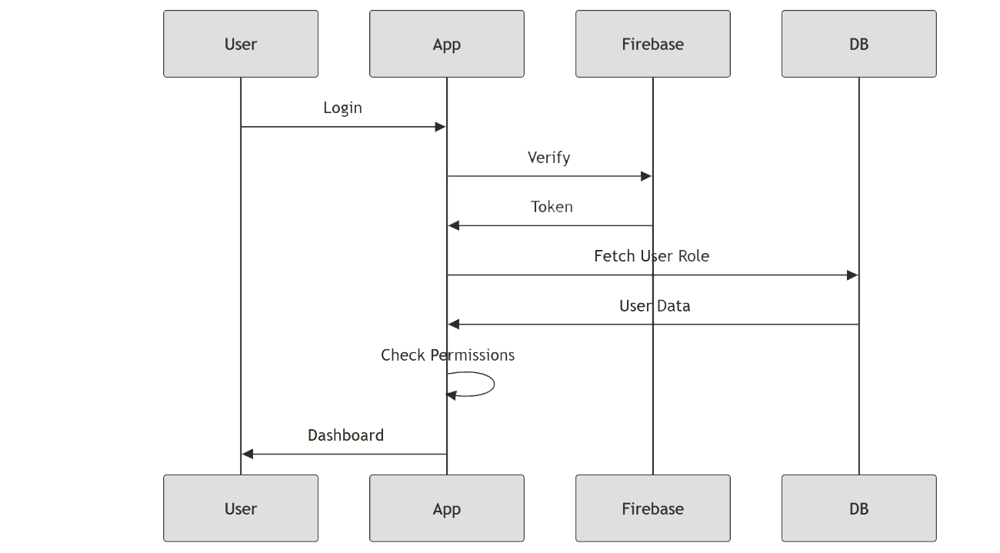 User
App
Firebase
DB
Login
Verify
Token
Fetch User Role
User Data
Check Permissions
Dashboard
User
App
Firebase
DB